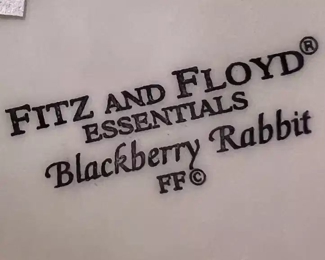 FITZ AND FLOYD®
ESSENTIALS
Blackberry Rabbit
FF©